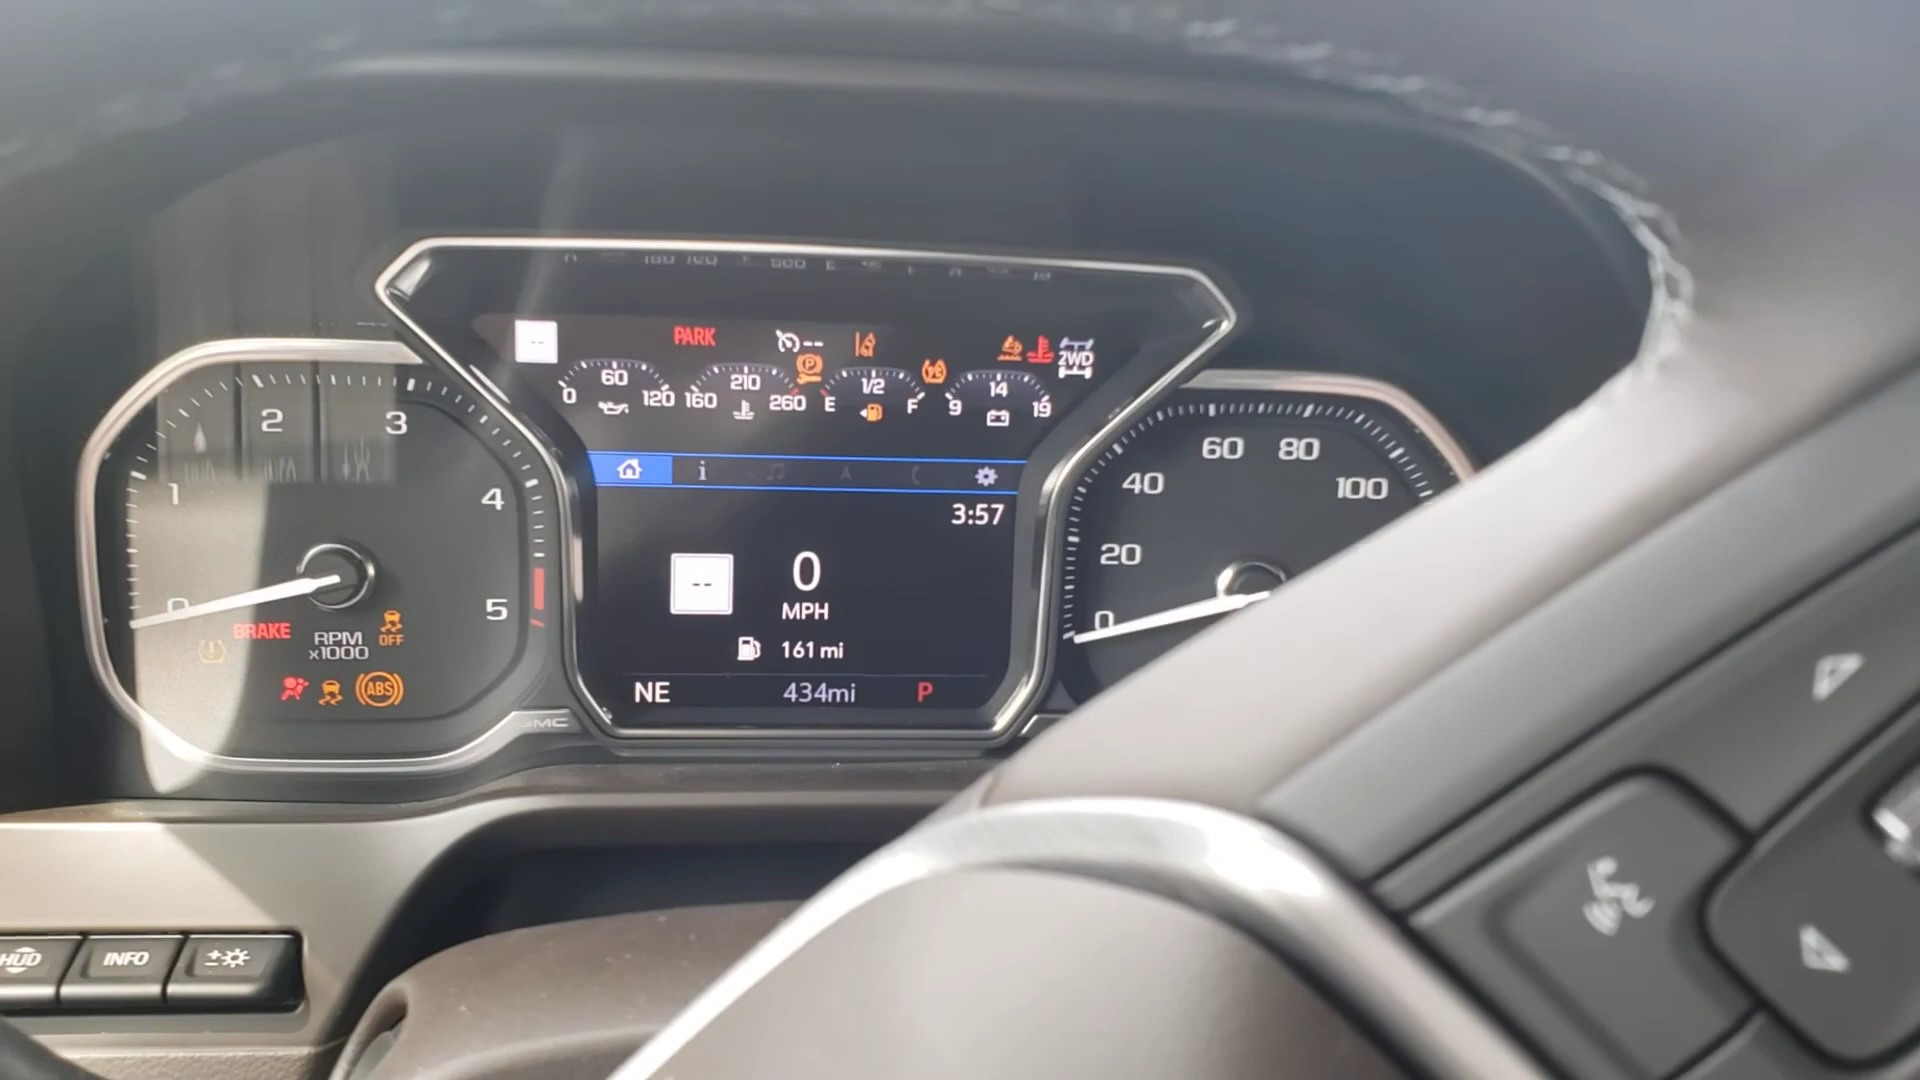 PARK
--
--
2WD
60
0
120
210
160
260
1/2
E
F
14
9
19
3:57
--
0
MPH
161 mi
NE
434mi
P
0
1
2
3
4
5
BRAKE
RPM
x1000
OFF
ABS
GMC
0
20
40
60
80
100
HUD
INFO